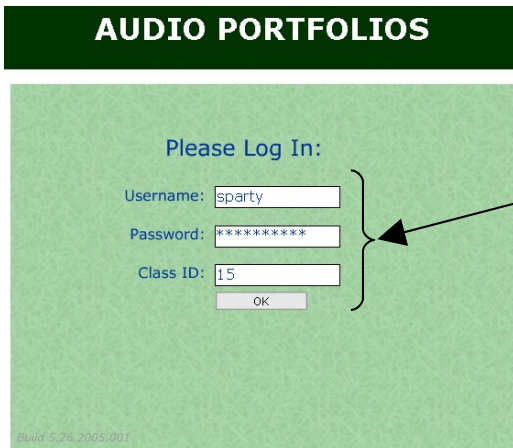 AUDIO PORTFOLIOS
Please Log In:
Username: sparty
Password: **********
Class ID: 15
OK
Build 5.26.2005.001